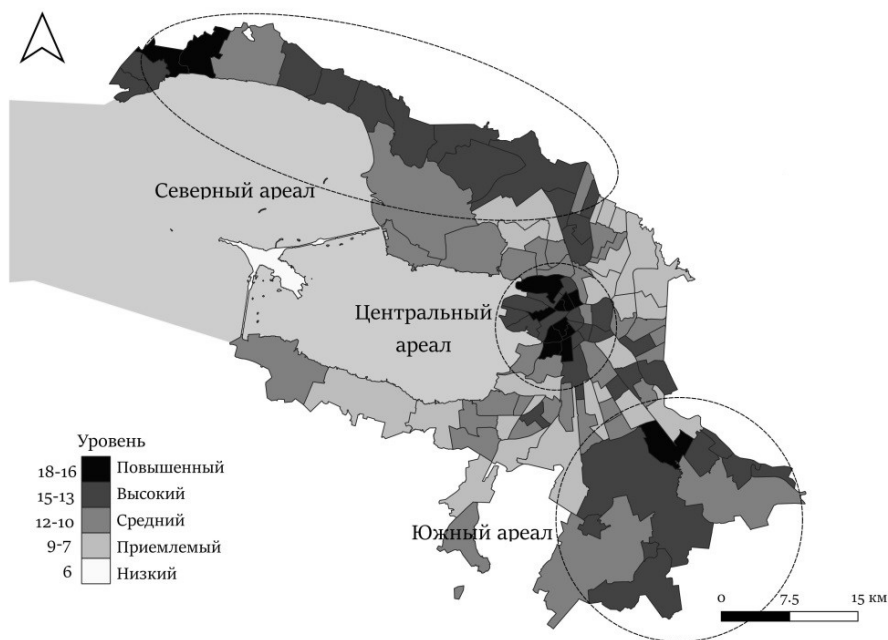 Северный ареал
Центральный
ареал
Уровень
18-16 Повышенный
15-13 Высокий
12-10 Средний
9-7 Приемлемый
6 Низкий
Южный ареал
0 7.5 15 км